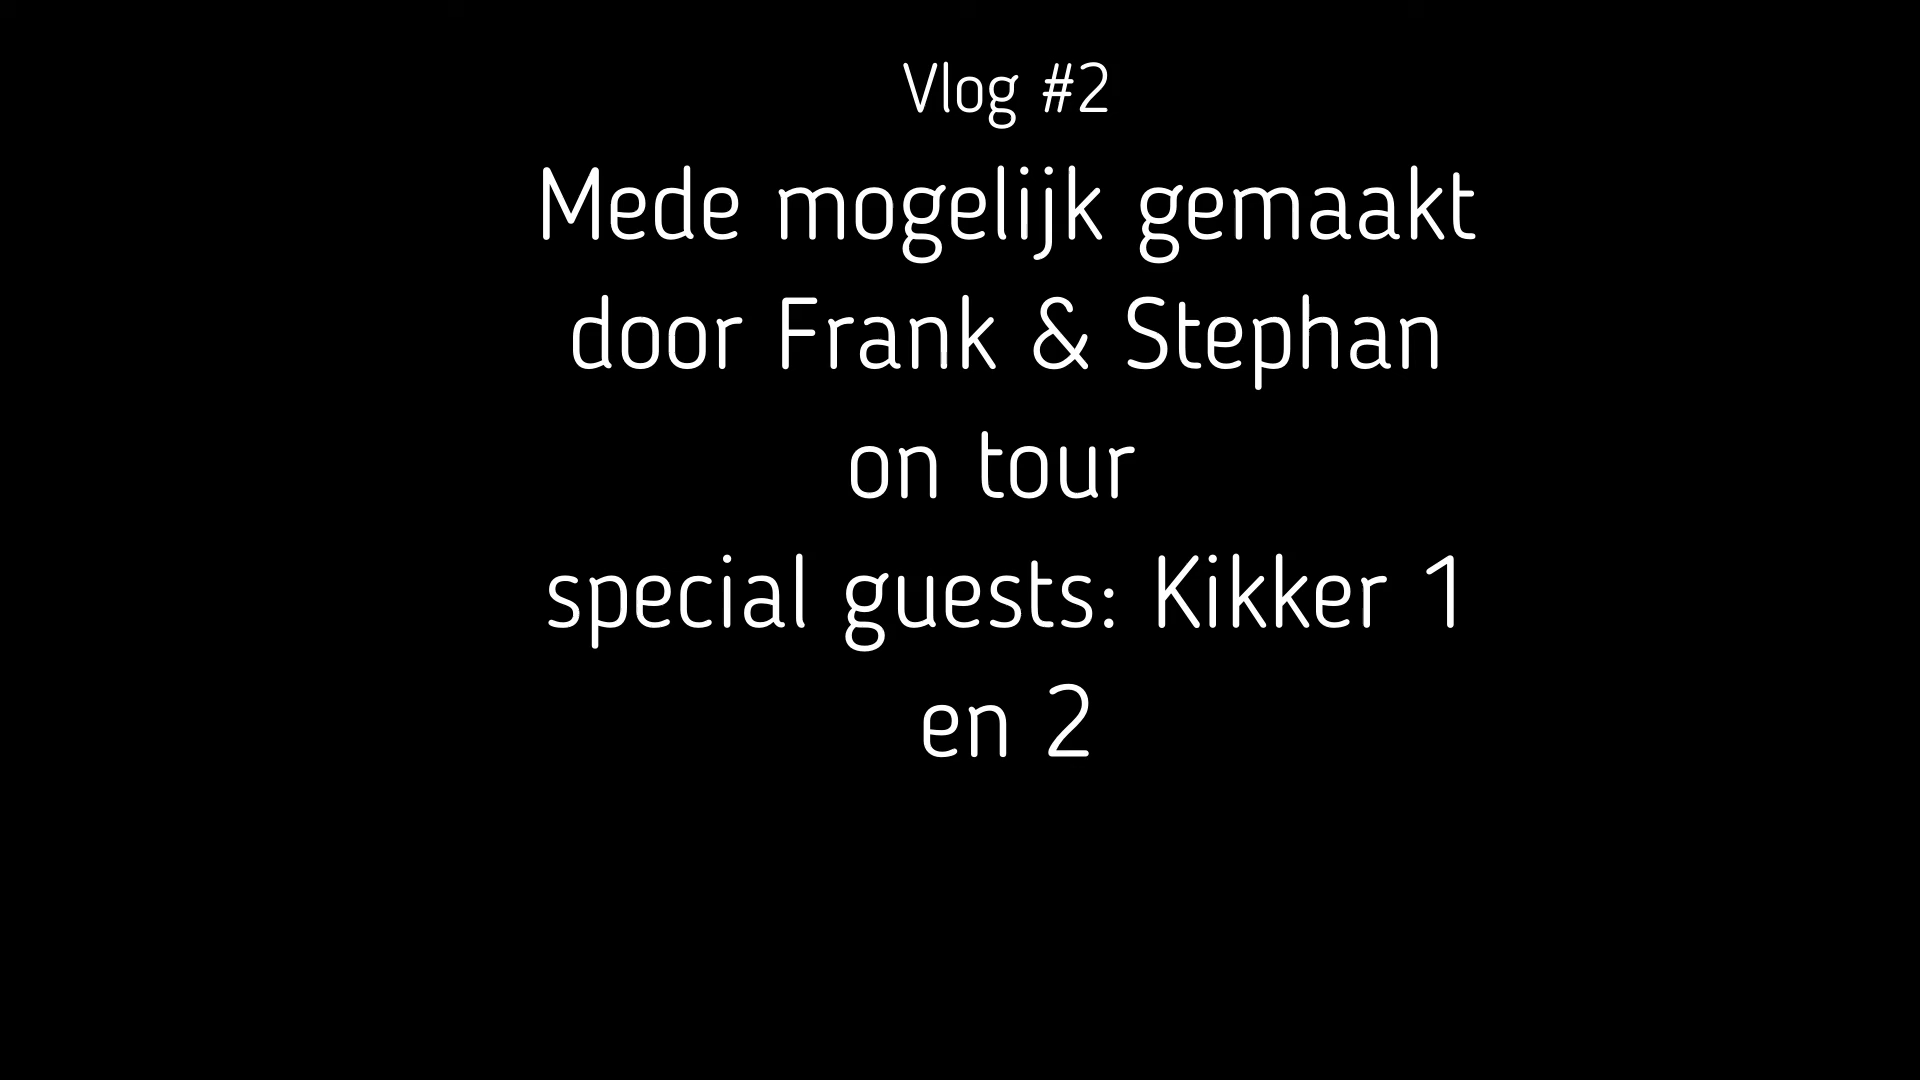 Vlog #2
Mede mogelijk gemaakt
door Frank & Stephan
on tour
special guests: Kikker 1
en 2